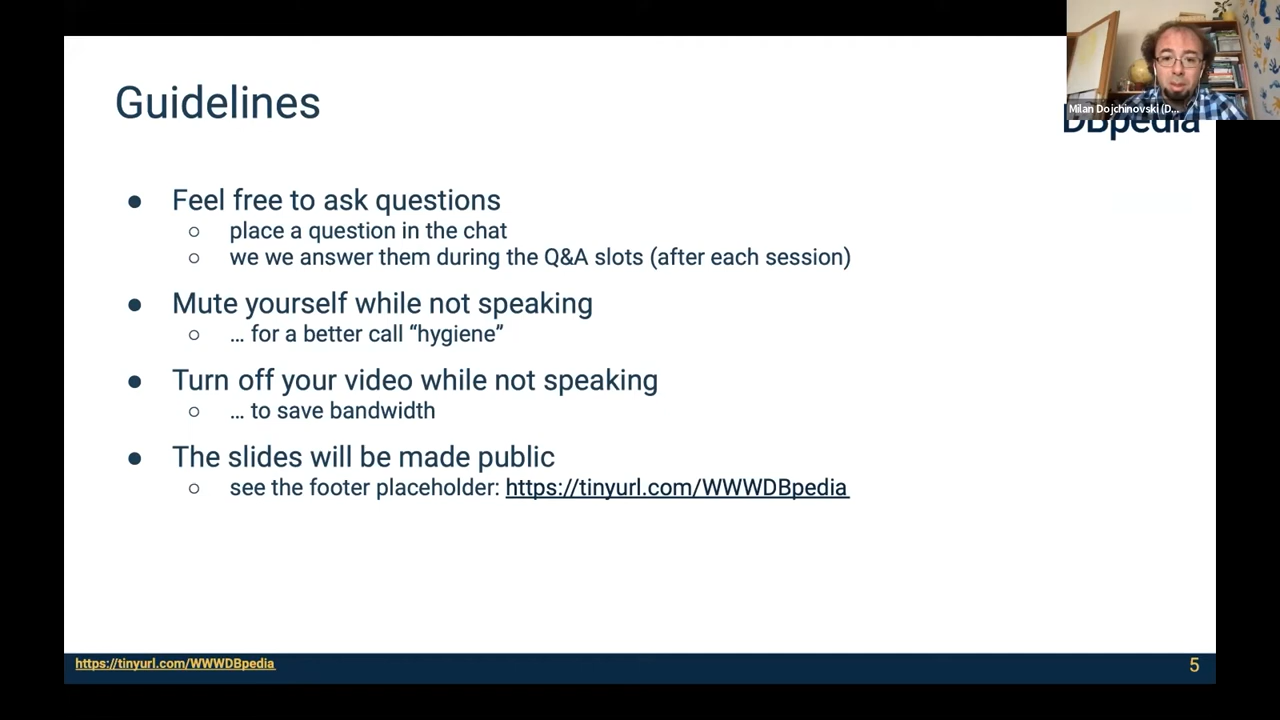 Guidelines
Milan Dojchinovski (D...
DBpedia
● Feel free to ask questions
○ place a question in the chat
○ we we answer them during the Q&A slots (after each session)
● Mute yourself while not speaking
○ ... for a better call “hygiene”
● Turn off your video while not speaking
○ ... to save bandwidth
● The slides will be made public
○ see the footer placeholder: https://tinyurl.com/WWWDBpedia
https://tinyurl.com/WWWDBpedia
5